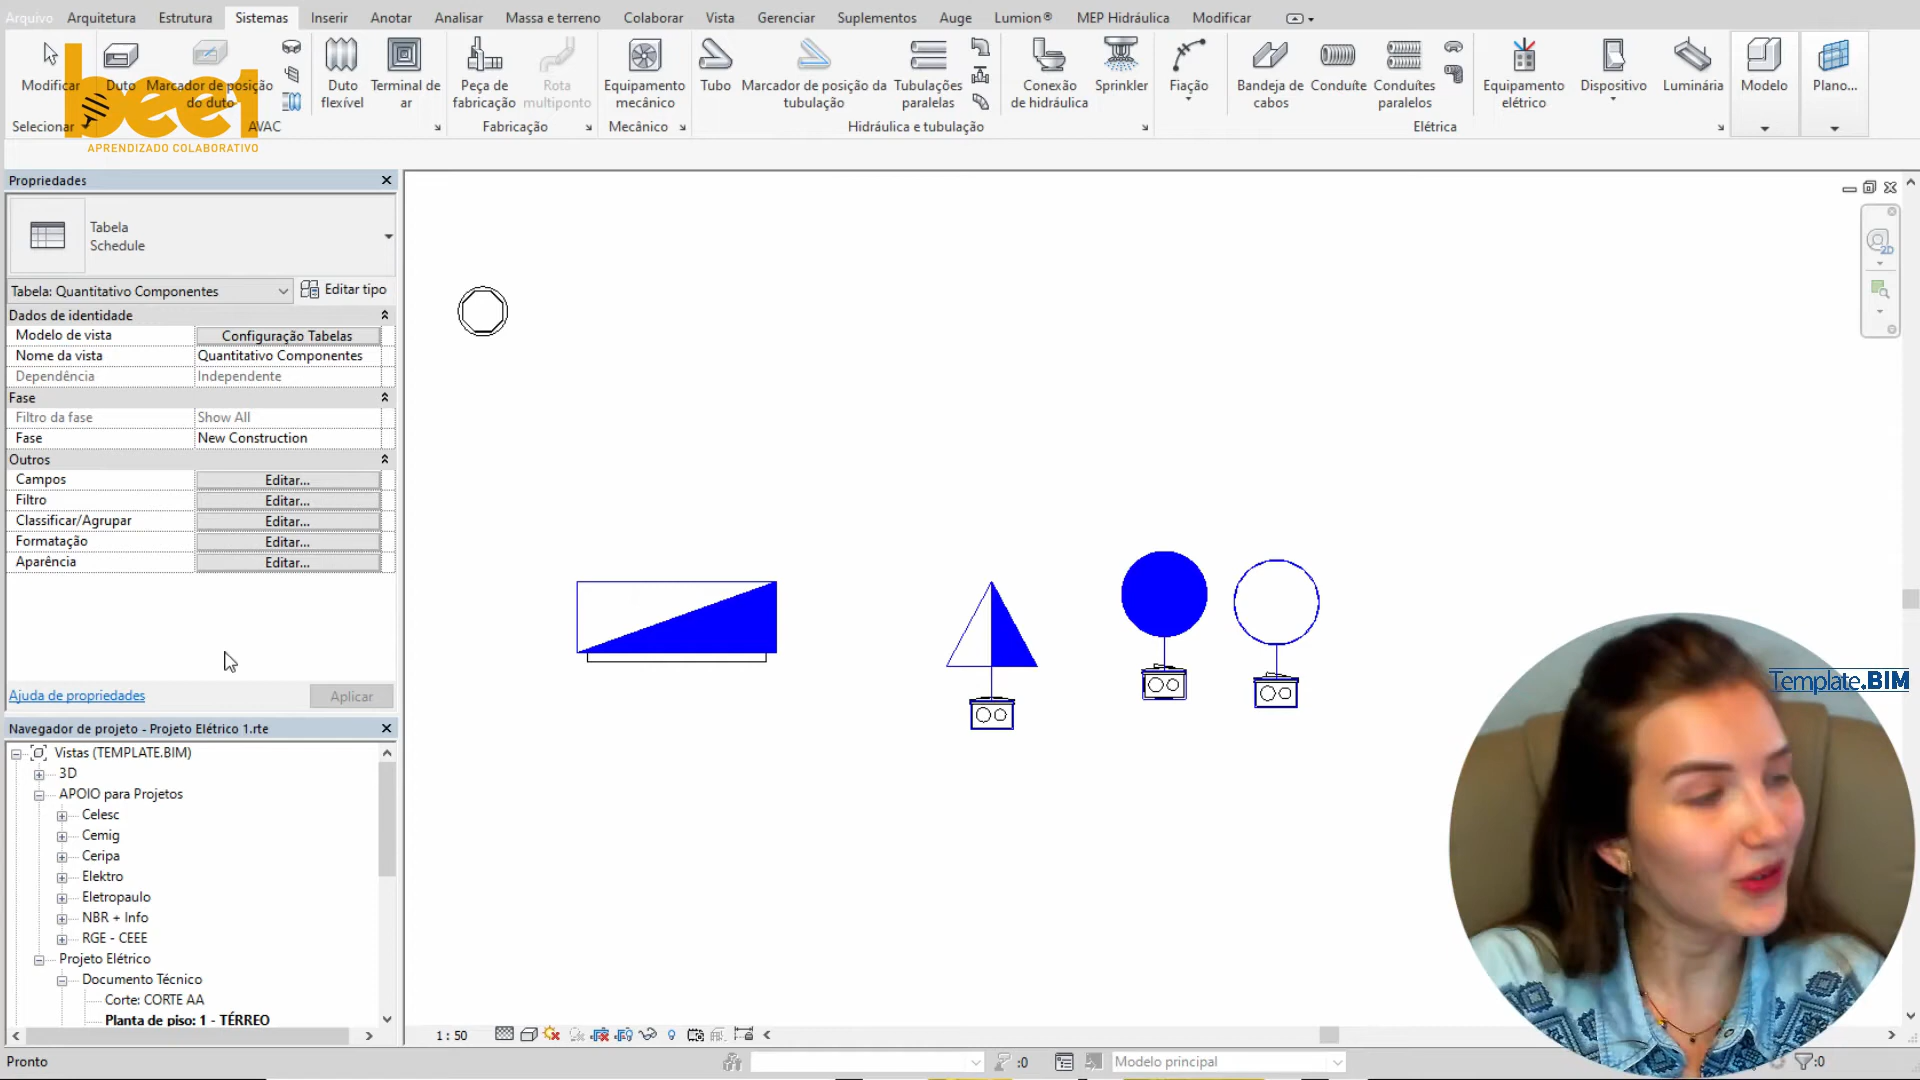 Arquivo Arquitetura Estrutura Sistemas Inserir Anotar Analisar Massa e terreno Colaborar Vista Gerenciar Suplementos Auge Lumion® MEP Hidráulica Modificar
Modificar
Selecionar
bee1
APRENDIZADO COLABORATIVO
Duto
Marcador de posição
do duto
AVAC
Duto
flexível
Terminal de
ar
Peça de
fabricação
Rota
multiponto
Fabricação
Equipamento
mecânico
Mecânico
Tubo
Marcador de posição da
tubulação
Tubulações
paralelas
Conexão
de hidráulica
Sprinkler
Hidráulica e tubulação
Fiação
Bandeja de
cabos
Conduíte
Conduítes
paralelos
Equipamento
elétrico
Dispositivo
Luminária
Elétrica
Modelo
Plano...
Propriedades
Tabela
Schedule
Tabela: Quantitativo Componentes
Editar tipo
Dados de identidade
Modelo de vista Configuração Tabelas
Nome da vista Quantitativo Componentes
Dependência Independente
Fase
Filtro da fase Show All
Fase New Construction
Outros
Campos Editar...
Filtro Editar...
Classificar/Agrupar Editar...
Formatação Editar...
Aparência Editar...
Ajuda de propriedades Aplicar
Navegador de projeto - Projeto Elétrico 1.rte
Vistas (TEMPLATE.BIM)
3D
APOIO para Projetos
Celesc
Cemig
Ceripa
Elektro
Eletropaulo
NBR + Info
RGE - CEEE
Projeto Elétrico
Documento Técnico
Corte: CORTE AA
Planta de piso: 1 - TÉRREO
2D
Template.BIM
1 : 50
Pronto
:0
Modelo principal
:0